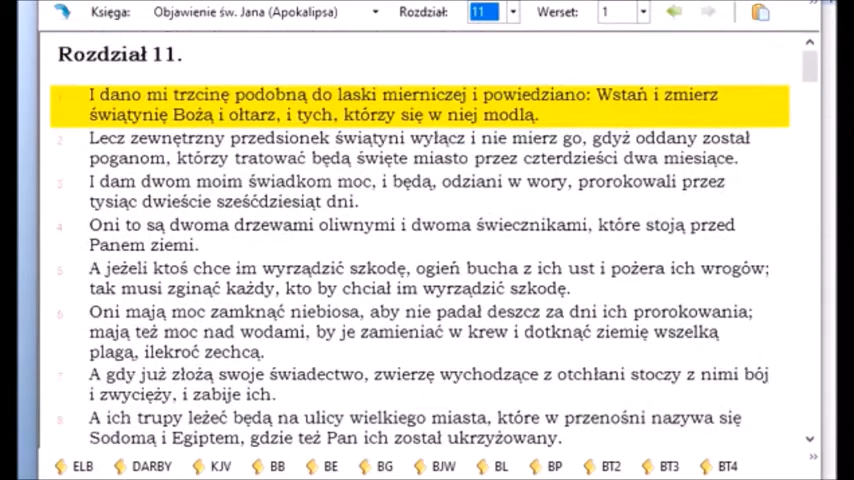 Księga: Objawienie św. Jana (Apokalipsa) Rozdział: 11 Werset: 1
Rozdział 11.
1 I dano mi trzcinę podobną do laski mierniczej i powiedziano: Wstań i zmierz
świątynię Bożą i ołtarz, i tych, którzy się w niej modlą.
2 Lecz zewnętrzny przedsionek świątyni wyłącz i nie mierz go, gdyż oddany został
poganom, którzy tratować będą święte miasto przez czterdzieści dwa miesiące.
3 I dam dwom moim świadkom moc, i będą, odziani w wory, prorokowali przez
tysiąc dwieście sześćdziesiąt dni.
4 Oni to są dwoma drzewami oliwnymi i dwoma świecznikami, które stoją przed
Panem ziemi.
5 A jeżeli ktoś chce im wyrządzić szkodę, ogień bucha z ich ust i pożera ich wrogów;
tak musi zginąć każdy, kto by chciał im wyrządzić szkodę.
6 Oni mają moc zamknąć niebiosa, aby nie padał deszcz za dni ich prorokowania;
mają też moc nad wodami, by je zamieniać w krew i dotknąć ziemię wszelką
plagą, ilekroć zechcą.
7 A gdy już złożą swoje świadectwo, zwierzę wychodzące z otchłani stoczy z nimi bój
i zwycięży, i zabije ich.
8 A ich trupy leżeć będą na ulicy wielkiego miasta, które w przenośni nazywa się
Sodomą i Egiptem, gdzie też Pan ich został ukrzyżowany.
ELB DARBY KJV BB BE BG BJW BL BP BT2 BT3 BT4